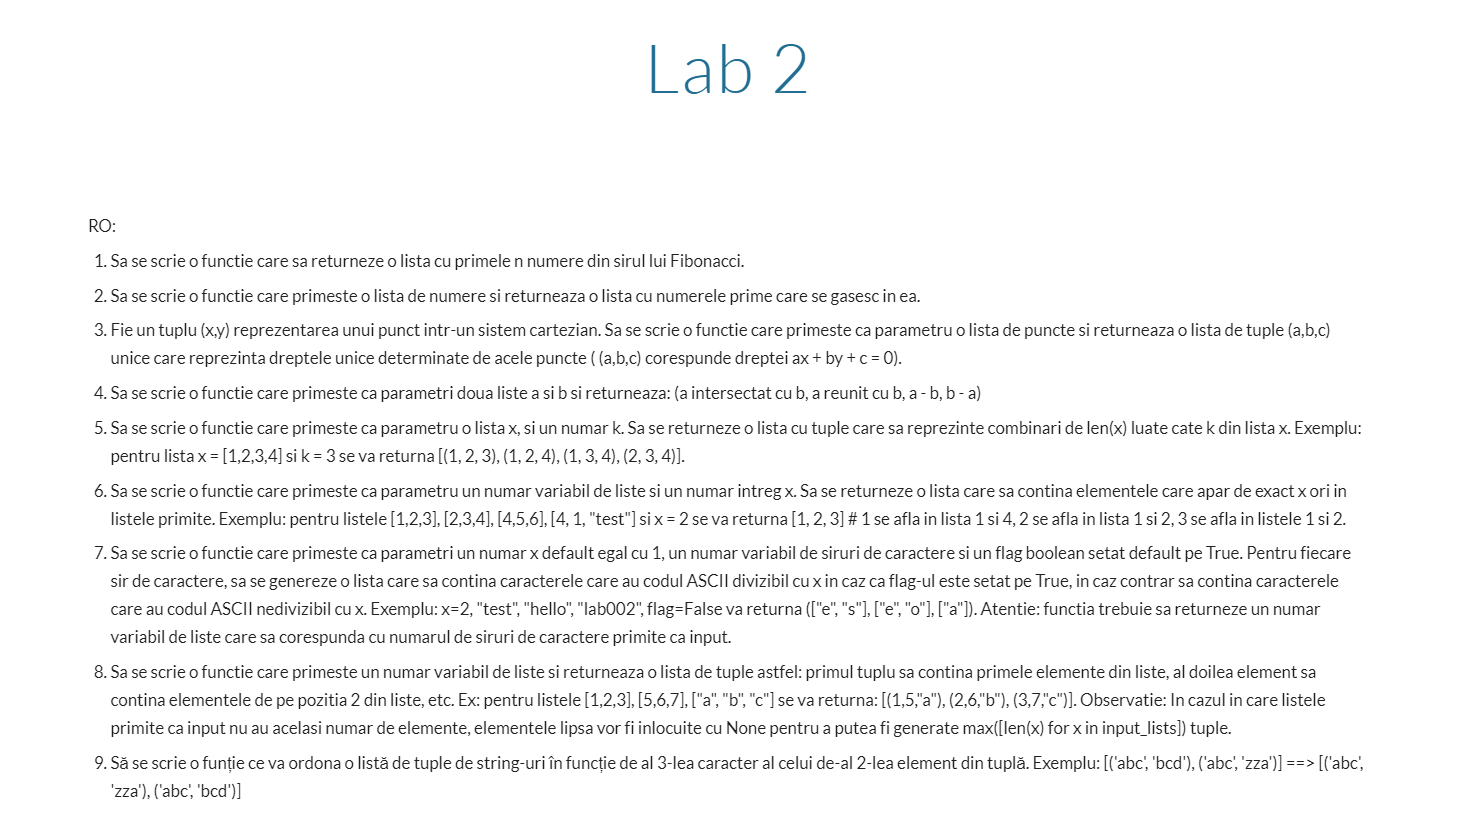 Lab 2
RO:
1. Sa se scrie o functie care sa returneze o lista cu primele n numere din sirul lui Fibonacci.
2. Sa se scrie o functie care primeste o lista de numere si returneaza o lista cu numerele prime care se gasesc in ea.
3. Fie un tuplu (x,y) reprezentarea unui punct intr-un sistem cartezian. Sa se scrie o functie care primeste ca parametru o lista de puncte si returneaza o lista de tuple (a,b,c)
unice care reprezinta dreptele unice determinate de acele puncte ( (a,b,c) corespunde dreptei ax + by + c = 0).
4. Sa se scrie o functie care primeste ca parametri doua liste a si b si returneaza: (a intersectat cu b, a reunit cu b, a - b, b - a)
5. Sa se scrie o functie care primeste ca parametru o lista x, si un numar k. Sa se returneze o lista cu tuple care sa reprezinte combinari de len(x) luate cate k din lista x. Exemplu:
pentru lista x = [1,2,3,4] si k = 3 se va returna [(1, 2, 3), (1, 2, 4), (1, 3, 4), (2, 3, 4)].
6. Sa se scrie o functie care primeste ca parametru un numar variabil de liste si un numar intreg x. Sa se returneze o lista care sa contina elementele care apar de exact x ori in
listele primite. Exemplu: pentru listele [1,2,3], [2,3,4], [4,5,6], [4, 1, "test"] si x = 2 se va returna [1, 2, 3] # 1 se afla in lista 1 si 4, 2 se afla in lista 1 si 2, 3 se afla in listele 1 si 2.
7. Sa se scrie o functie care primeste ca parametri un numar x default egal cu 1, un numar variabil de siruri de caractere si un flag boolean setat default pe True. Pentru fiecare
sir de caractere, sa se genereze o lista care sa contina caracterele care au codul ASCII divizibil cu x in caz ca flag-ul este setat pe True, in caz contrar sa contina caracterele
care au codul ASCII nedivizibil cu x. Exemplu: x=2, "test", "hello", "lab002", flag=False va returna (["e", "s"], ["e", "o"], ["a"]). Atentie: functia trebuie sa returneze un numar
variabil de liste care sa corespunda cu numarul de siruri de caractere primite ca input.
8. Sa se scrie o functie care primeste un numar variabil de liste si returneaza o lista de tuple astfel: primul tuplu sa contina primele elemente din liste, al doilea element sa
contina elementele de pe pozitia 2 din liste, etc. Ex: pentru listele [1,2,3], [5,6,7], ["a", "b", "c"] se va returna: [(1,5,"a"), (2,6,"b"), (3,7,"c")]. Observatie: In cazul in care listele
primite ca input nu au acelasi numar de elemente, elementele lipsa vor fi inlocuite cu None pentru a putea fi generate max([len(x) for x in input_lists]) tuple.
9. Să se scrie o funție ce va ordona o listă de tuple de string-uri în funcție de al 3-lea caracter al celui de-al 2-lea element din tuplă. Exemplu: [('abc', 'bcd'), ('abc', 'zza')] ==> [('abc',
'zza'), ('abc', 'bcd')]